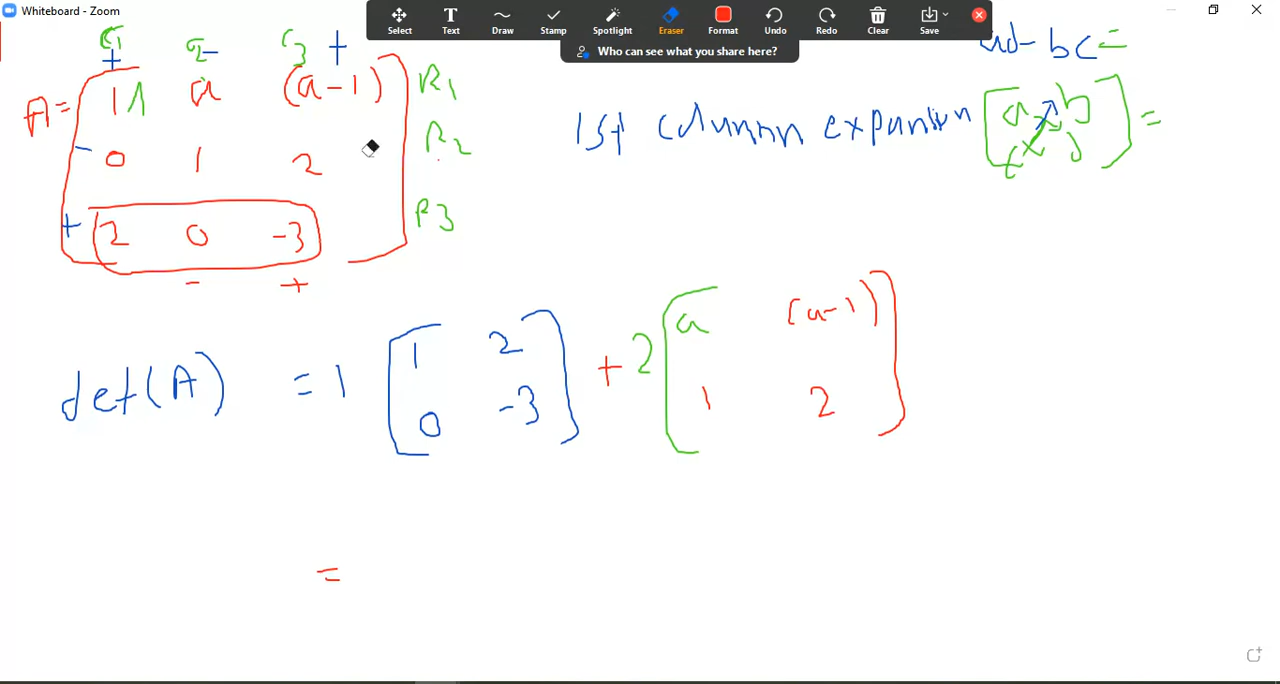 Whiteboard - Zoom
Select Text Draw Stamp Spotlight Eraser Format Undo Redo Clear Save
Who can see what you share here?
C1 C2 C3
+ - +
A = 1 a (a-1) R1
- 0 1 2 R2
+ 2 0 -3 R3
- +
ad-bc=
1st column expansion a b =
c d
det(A) = 1 1 2 + 2 a (a-1)
0 -3 1 2
=